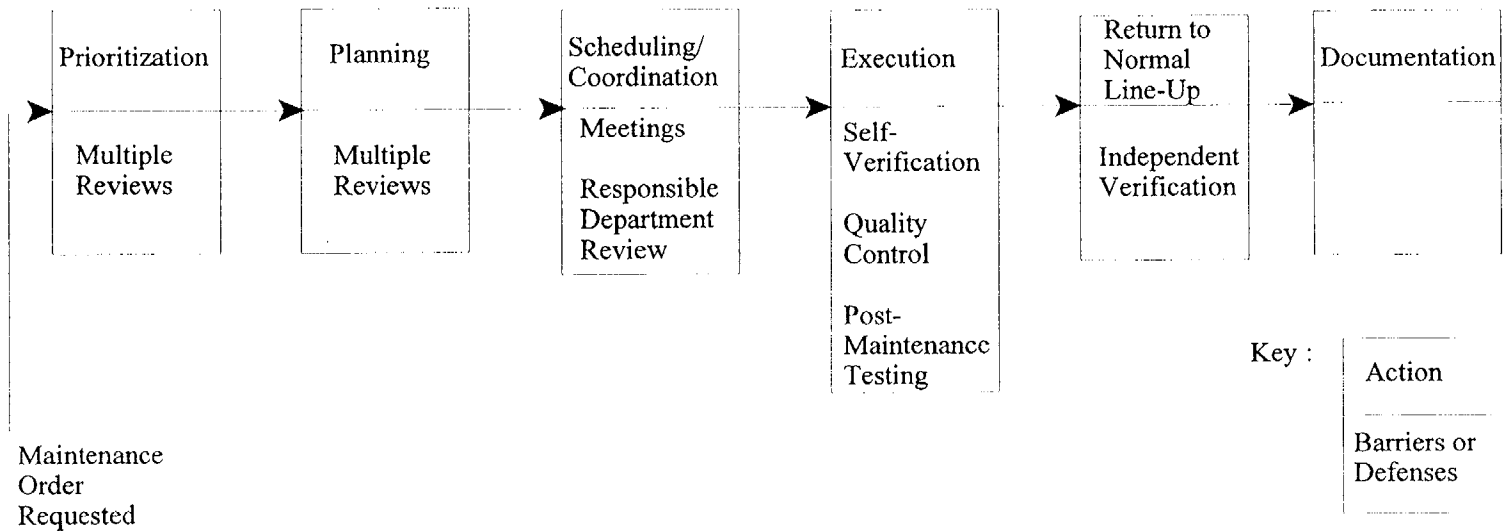 Prioritization
Multiple
Reviews
Planning
Multiple
Reviews
Scheduling/
Coordination
Meetings
Responsible
Department
Review
Execution
Self-
Verification
Quality
Control
Post-
Maintenance
Testing
Return to
Normal
Line-Up
Independent
Verification
Documentation
Maintenance
Order
Requested
Key :
Action
Barriers or
Defenses